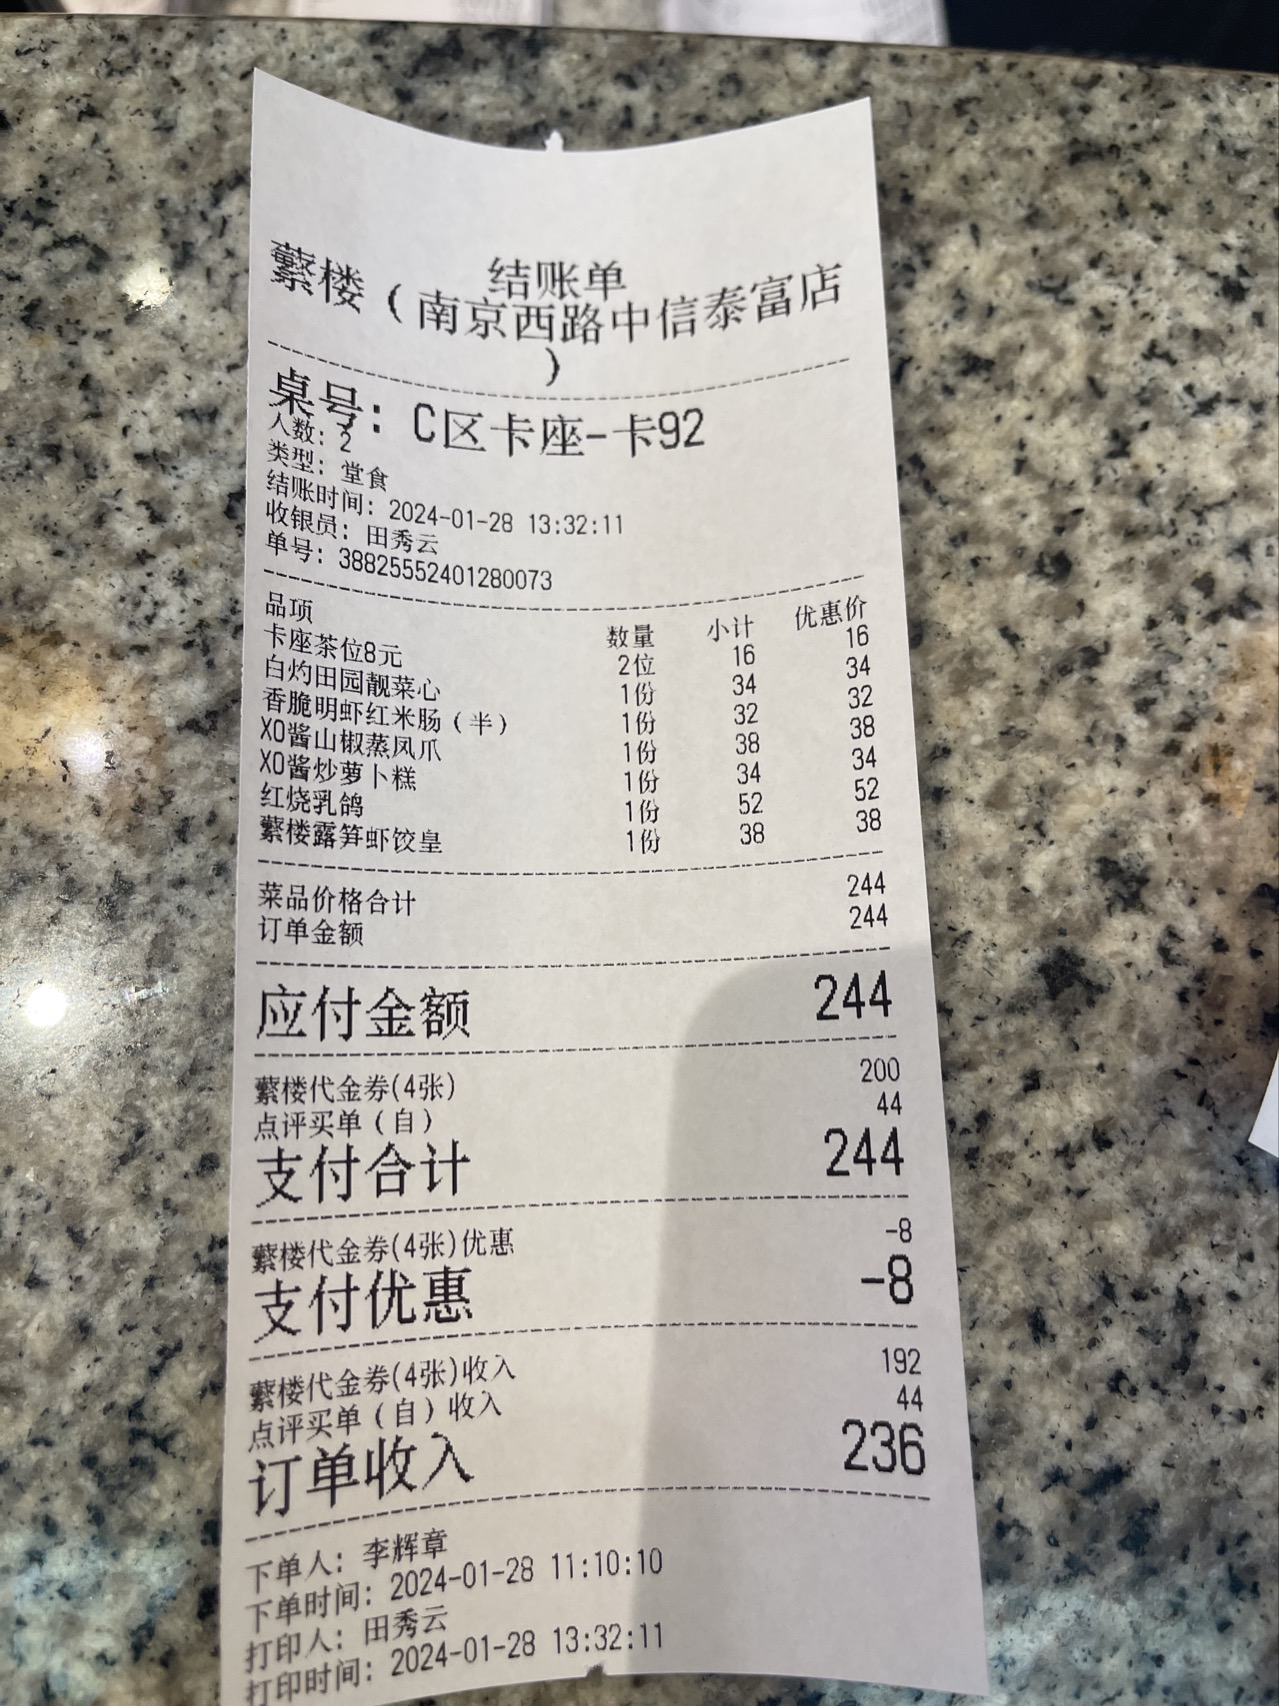 结账单
蘩楼（南京西路中信泰富店
）
桌号：C区卡座-卡92
人数：2
类型：堂食
结账时间：2024-01-28 13:32:11
收银员：田秀云
单号：38825552401280073
品项 数量 小计 优惠价
卡座茶位8元 2位 16 16
白灼田园靓菜心 1份 34 34
香脆明虾红米肠（半） 1份 32 32
XO酱山椒蒸凤爪 1份 38 38
XO酱炒萝卜糕 1份 34 34
红烧乳鸽 1份 52 52
蘩楼露笋虾饺皇 1份 38 38
菜品价格合计 244
订单金额 244
应付金额 244
蘩楼代金券(4张) 200
点评买单（自） 44
支付合计 244
蘩楼代金券(4张)优惠 -8
支付优惠 -8
蘩楼代金券(4张)收入 192
点评买单（自）收入 44
订单收入 236
下单人：李辉章
下单时间：2024-01-28 11:10:10
打印人：田秀云
打印时间：2024-01-28 13:32:11